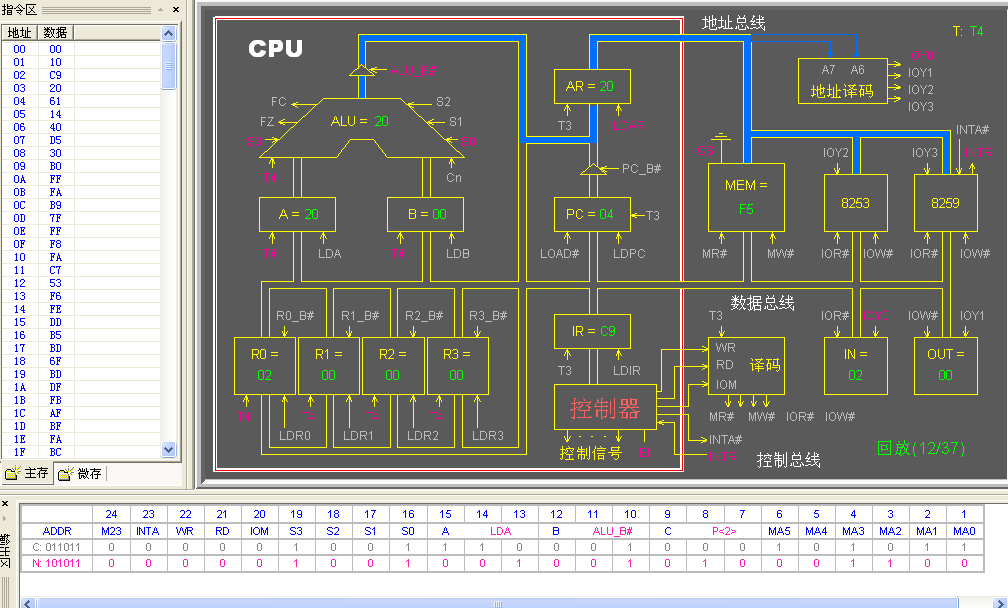 指令区
地址 数据
00 00
01 10
02 C9
03 20
04 61
05 14
06 40
07 D5
08 30
09 B0
0A FF
0B FA
0C B9
0D 7F
0E FF
0F F8
10 FA
11 C7
12 53
13 F6
14 FE
15 DD
16 B5
17 BD
18 6F
19 BD
1A DF
1B FB
1C AF
1D BF
1E FA
1F BC
主存 微存
CPU
地址总线
T: T4
ALU_B#
FC
FZ
S2
S1
ALU = 20
T4
Cn
A = 20
B = 00
LDA
LDB
AR = 20
T3
PC_B#
PC = 04
T3
LOAD#
LDPC
A7 A6
地址译码
IOY1
IOY2
IOY3
CS
MEM =
F5
MR#
MW#
IOY2
8253
IOR#
IOW#
IOY3
INTA#
INTR
8259
IOR#
IOW#
数据总线
R0_B#
R1_B#
R2_B#
R3_B#
R0 =
02
R1 =
00
R2 =
00
R3 =
00
T4
T4
T4
T4
LDR0
LDR1
LDR2
LDR3
IR = C9
T3
LDIR
控制器
控制信号
EI
T3
WR
RD
IOM
译码
MR# MW# IOR# IOW#
INTA#
INTR
控制总线
IOR#
IN =
02
IOW#
IOY1
OUT =
00
回放(12/37)
24 23 22 21 20 19 18 17 16 15 14 13 12 11 10 9 8 7 6 5 4 3 2 1
ADDR M23 INTA WR RD IOM S3 S2 S1 S0 A LDA B ALU_B# C P<2> MA5 MA4 MA3 MA2 MA1 MA0
C: 011011 0 0 0 0 0 1 0 0 1 1 1 0 0 0 1 0 0 0 1 0 1 0 1 1
N: 101011 0 0 0 0 0 1 0 0 1 0 0 1 0 0 1 0 1 0 0 0 1 1 0 0